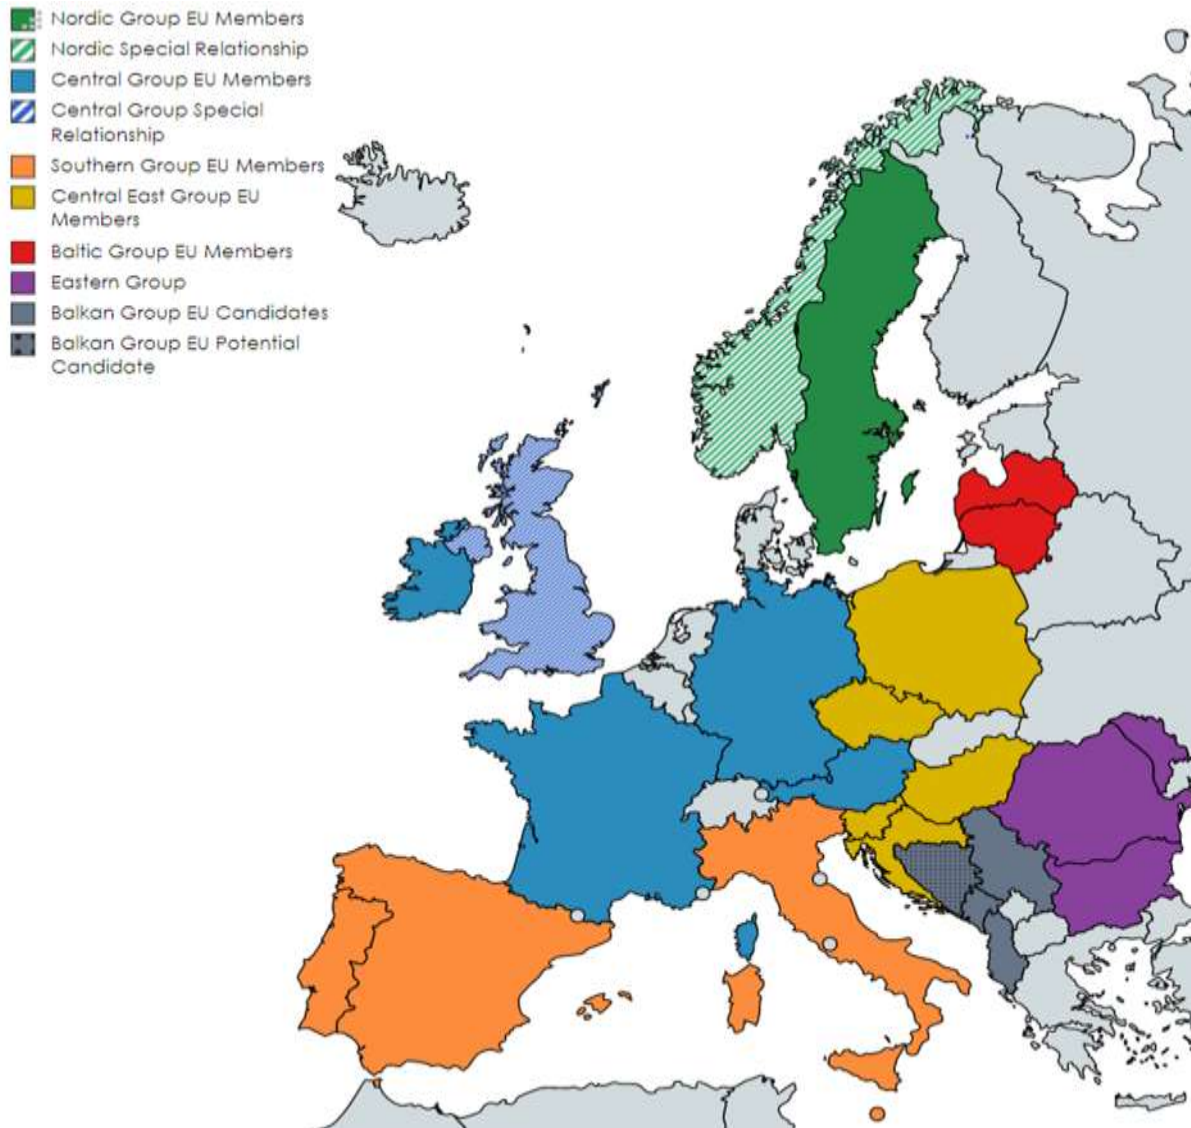 Nordic Group EU Members
Nordic Special Relationship
Central Group EU Members
Central Group Special
Relationship
Southern Group EU Members
Central East Group EU
Members
Baltic Group EU Members
Eastern Group
Balkan Group EU Candidates
Balkan Group EU Potential
Candidate